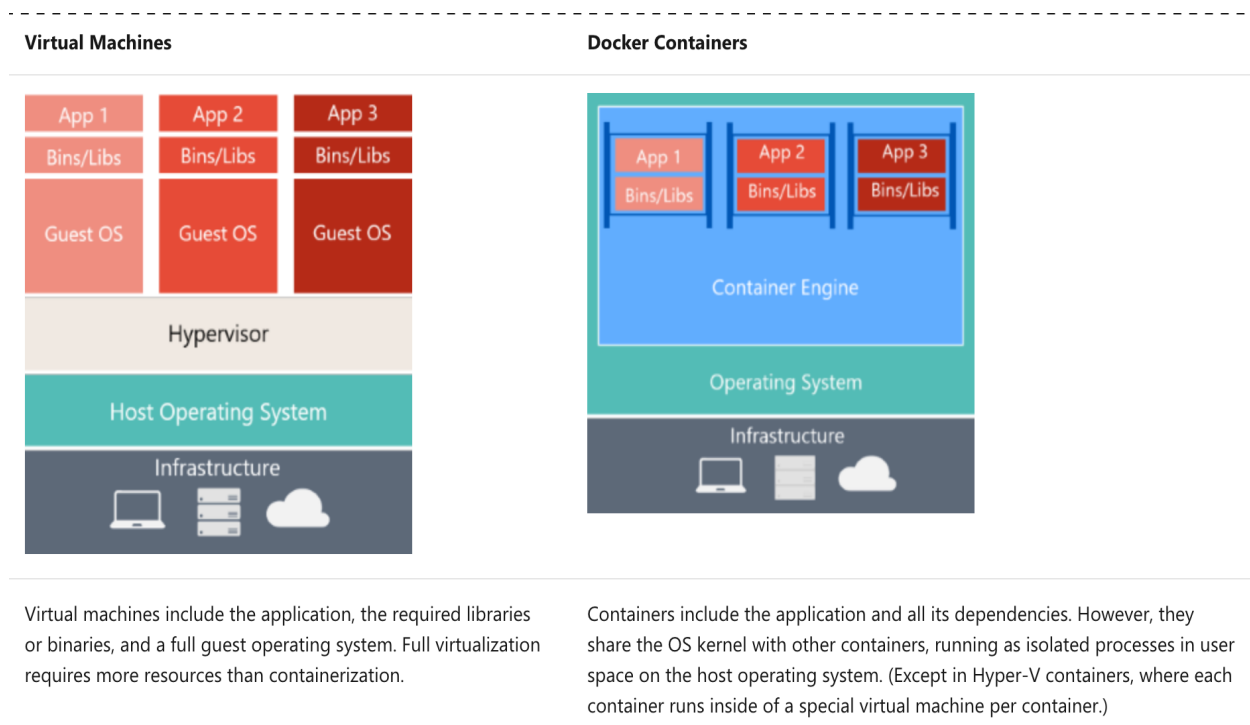 Virtual Machines
Docker Containers
App 1
App 2
App 3
Bins/Libs
Bins/Libs
Bins/Libs
Guest OS
Guest OS
Guest OS
Hypervisor
Host Operating System
Infrastructure
App 1
App 2
App 3
Bins/Libs
Bins/Libs
Bins/Libs
Container Engine
Operating System
Infrastructure
Virtual machines include the application, the required libraries
or binaries, and a full guest operating system. Full virtualization
requires more resources than containerization.
Containers include the application and all its dependencies. However, they
share the OS kernel with other containers, running as isolated processes in user
space on the host operating system. (Except in Hyper-V containers, where each
container runs inside of a special virtual machine per container.)